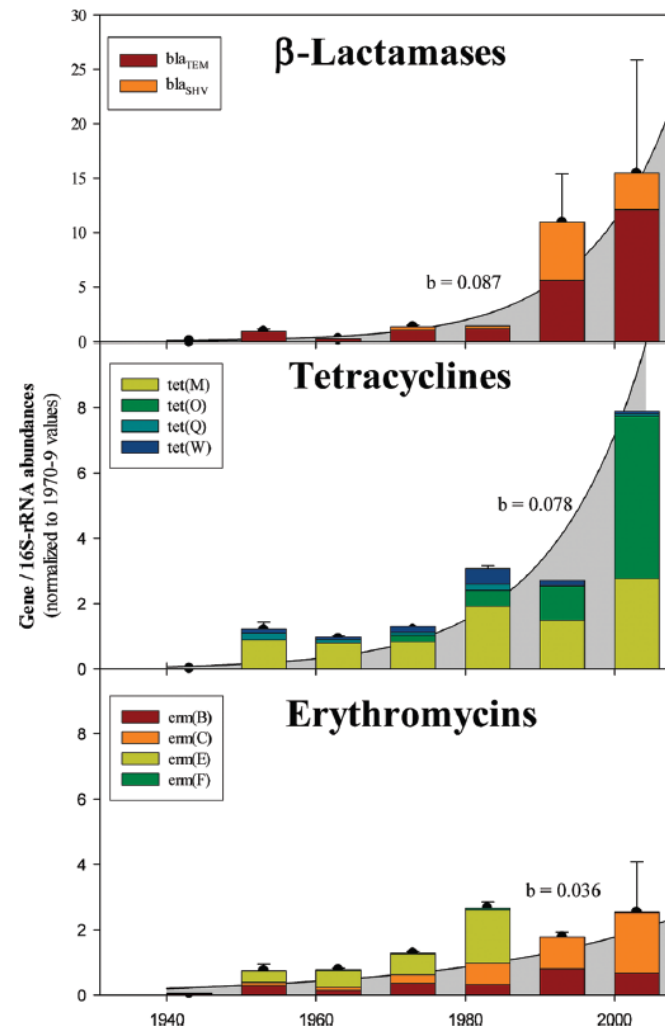 β-Lactamases
bla_TEM
bla_SHV
30
25
20
15
10
5
0
b = 0.087
Tetracyclines
tet(M)
tet(O)
tet(Q)
tet(W)
8
6
4
2
0
b = 0.078
Gene / 16S-rRNA abundances
(normalized to 1970-9 values)
Erythromycins
erm(B)
erm(C)
erm(E)
erm(F)
8
6
4
2
0
b = 0.036
1940 1960 1980 2000